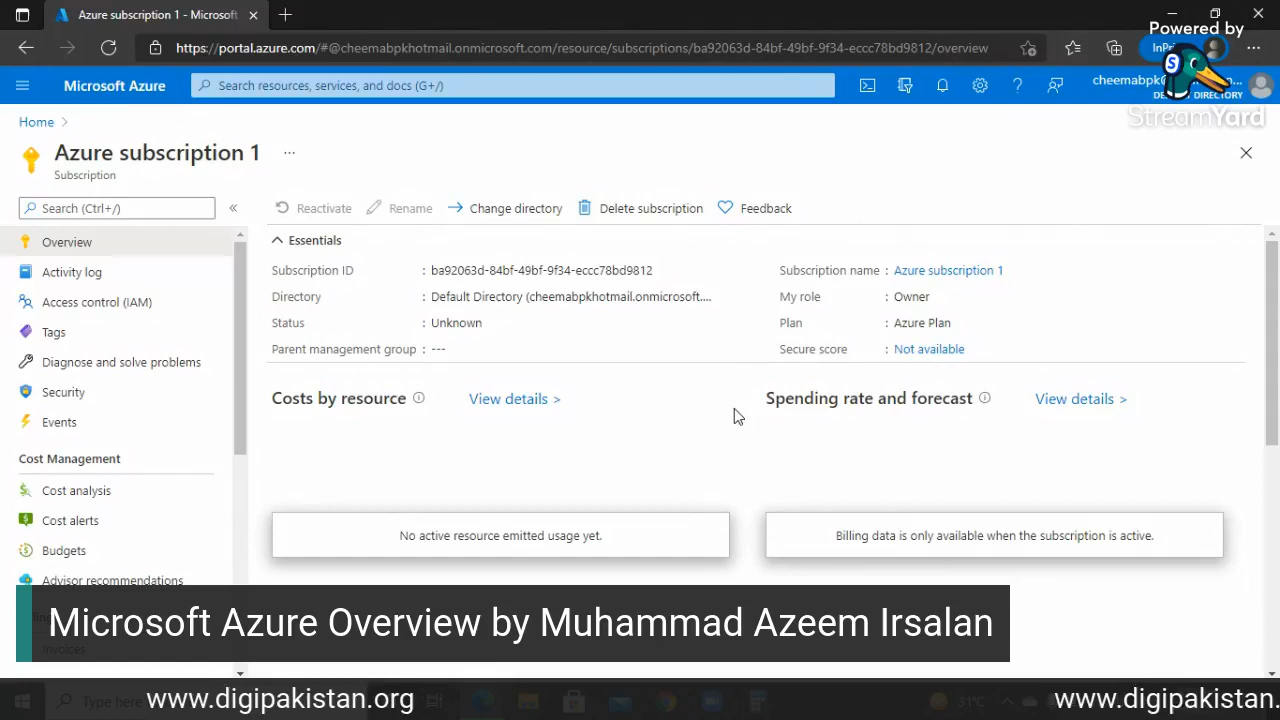 Azure subscription 1 - Microsoft
Powered by
https://portal.azure.com/#@cheemabpkhotmail.onmicrosoft.com/resource/subscriptions/ba92063d-84bf-49bf-9f34-eccc78bd9812/overview
InPri
Microsoft Azure
Search resources, services, and docs (G+/)
cheemabpk@
n...
DIRECTORY
StreamYard
Home
Azure subscription 1
Subscription
Search (Ctrl+/)
Reactivate
Rename
Change directory
Delete subscription
Feedback
Overview
Activity log
Access control (IAM)
Tags
Diagnose and solve problems
Security
Events
Cost Management
Cost analysis
Cost alerts
Budgets
Advisor recommendations
Invoices
Essentials
Subscription ID : ba92063d-84bf-49bf-9f34-eccc78bd9812
Directory : Default Directory (cheemabpkhotmail.onmicrosoft....
Status : Unknown
Parent management group : ---
Subscription name : Azure subscription 1
My role : Owner
Plan : Azure Plan
Secure score : Not available
Costs by resource View details >
Spending rate and forecast View details >
No active resource emitted usage yet.
Billing data is only available when the subscription is active.
Microsoft Azure Overview by Muhammad Azeem Irsalan
Type here
31°C
www.digipakistan.org
www.digipakistan.